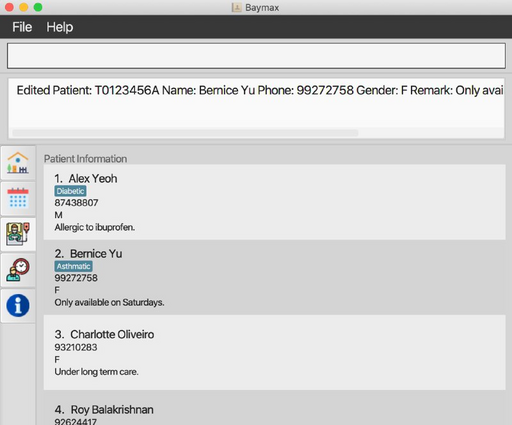 Baymax
File Help
Edited Patient: T0123456A Name: Bernice Yu Phone: 99272758 Gender: F Remark: Only avai
Patient Information
1. Alex Yeoh
Diabetic
87438807
M
Allergic to ibuprofen.
2. Bernice Yu
Asthmatic
99272758
F
Only available on Saturdays.
3. Charlotte Oliveiro
93210283
F
Under long term care.
4. Roy Balakrishnan
92624417